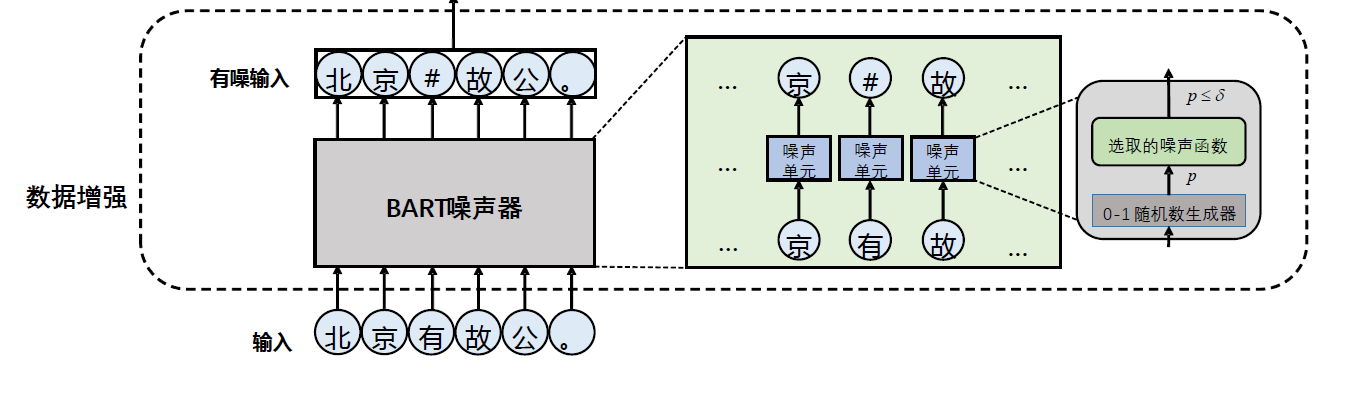 有噪输入
北 京 # 故 公 。
BART噪声器
数据增强
输入
北 京 有 故 公 。
... 京 # 故 ...
... 噪声单元 噪声单元 噪声单元 ...
... 京 有 故 ...
p ≤ δ
选取的噪声函数
p
0-1 随机数生成器